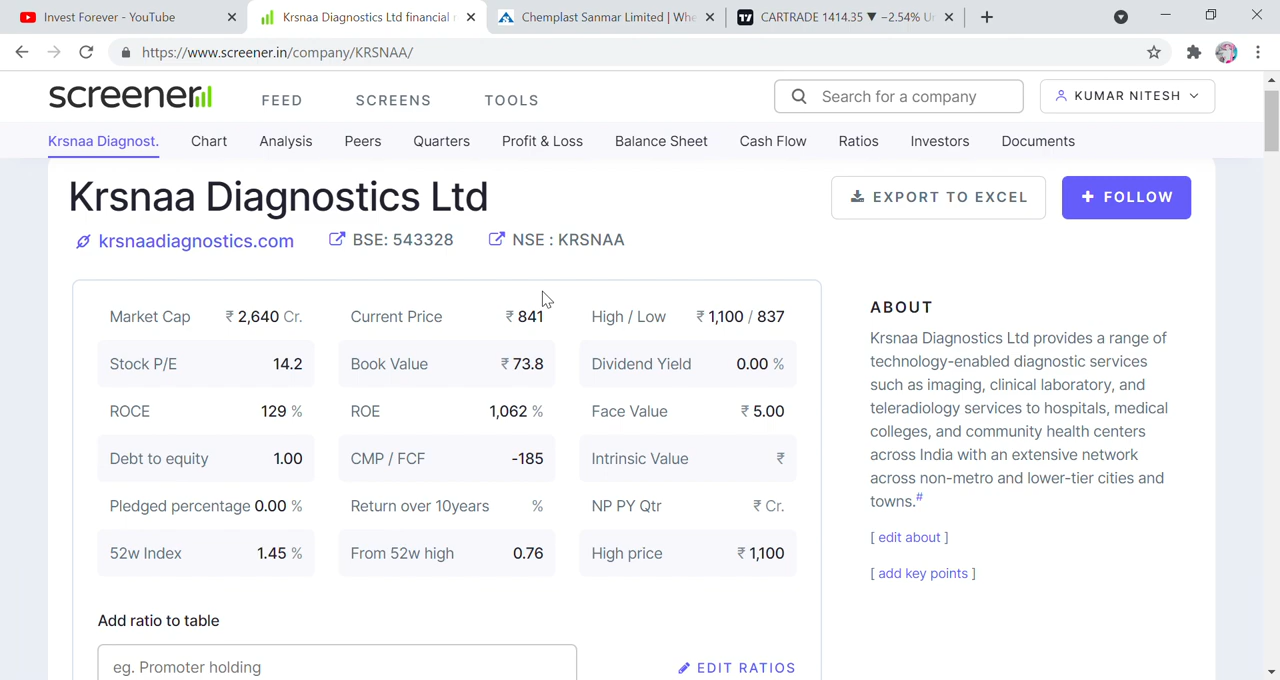 Invest Forever - YouTube
Krsnaa Diagnostics Ltd financial
Chemplast Sanmar Limited | Whe
CARTRADE 1414.35 ▼ −2.54% Un
https://www.screener.in/company/KRSNAA/
screener
FEED
SCREENS
TOOLS
Search for a company
KUMAR NITESH
Krsnaa Diagnost.
Chart
Analysis
Peers
Quarters
Profit & Loss
Balance Sheet
Cash Flow
Ratios
Investors
Documents
Krsnaa Diagnostics Ltd
EXPORT TO EXCEL
+ FOLLOW
krsnaadiagnostics.com
BSE: 543328
NSE : KRSNAA
Market Cap ₹ 2,640 Cr.
Current Price ₹ 841
High / Low ₹ 1,100 / 837
Stock P/E 14.2
Book Value ₹ 73.8
Dividend Yield 0.00 %
ROCE 129 %
ROE 1,062 %
Face Value ₹ 5.00
Debt to equity 1.00
CMP / FCF -185
Intrinsic Value ₹
Pledged percentage 0.00 %
Return over 10years %
NP PY Qtr ₹ Cr.
52w Index 1.45 %
From 52w high 0.76
High price ₹ 1,100
Add ratio to table
eg. Promoter holding
EDIT RATIOS
ABOUT
Krsnaa Diagnostics Ltd provides a range of
technology-enabled diagnostic services
such as imaging, clinical laboratory, and
teleradiology services to hospitals, medical
colleges, and community health centers
across India with an extensive network
across non-metro and lower-tier cities and
towns.#
[ edit about ]
[ add key points ]